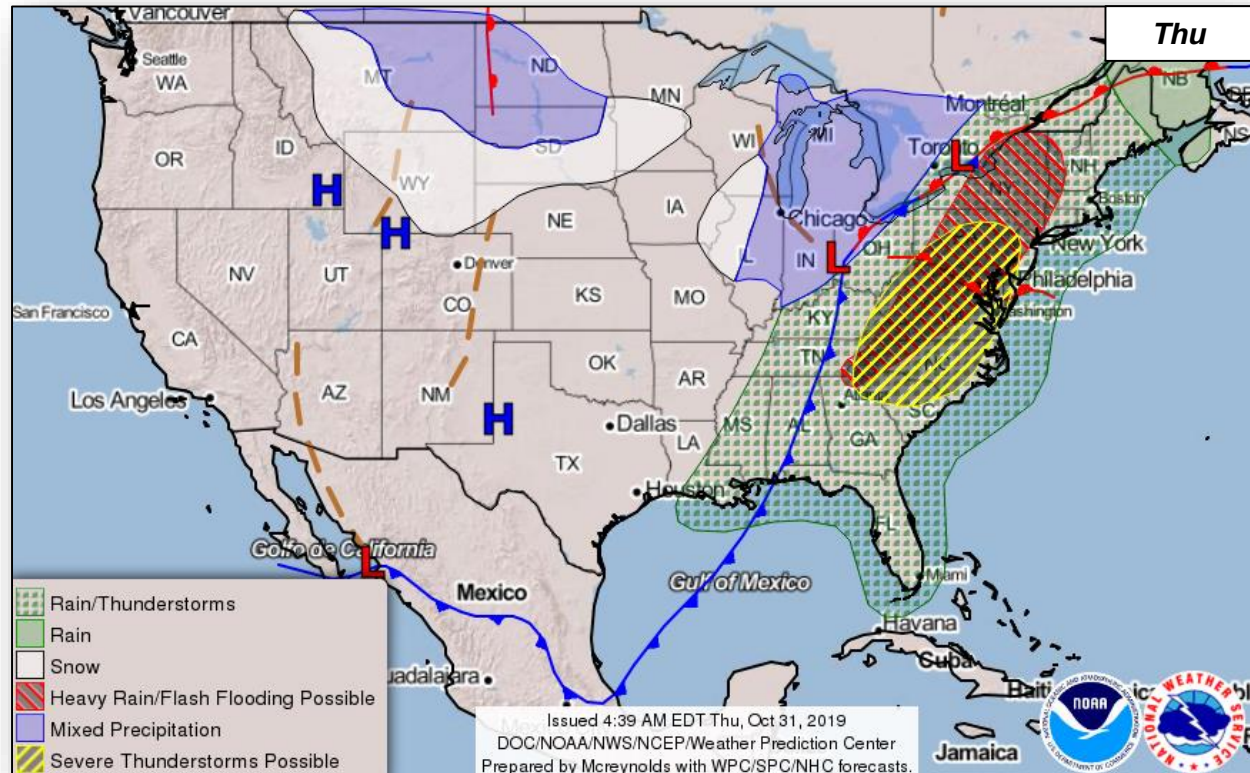 Vancouver
Thu
Seattle
WA
MT
ND
MN
NB
Montréal
NS
OR
ID
SD
WI
MI
Toronto
L
NY
NH
WY
H
H
Boston
IA
NE
Chicago
New York
NV
UT
Denver
IL
IN
L
OH
Philadelphia
San Francisco
CO
KS
MO
Washington
CA
KY
OK
TN
NC
AZ
NM
AR
Los Angeles
H
Dallas
MS
AL
SC
LA
GA
TX
Houston
FL
Golfo de California
L
Mexico
Gulf of Mexico
Miami
Havana
Cuba
uadalajara
Jamaica
Rain/Thunderstorms
Rain
Snow
Heavy Rain/Flash Flooding Possible
Mixed Precipitation
Severe Thunderstorms Possible
Issued 4:39 AM EDT Thu, Oct 31, 2019
DOC/NOAA/NWS/NCEP/Weather Prediction Center
Prepared by Mcreynolds with WPC/SPC/NHC forecasts.
NOAA
NATIONAL WEATHER SERVICE